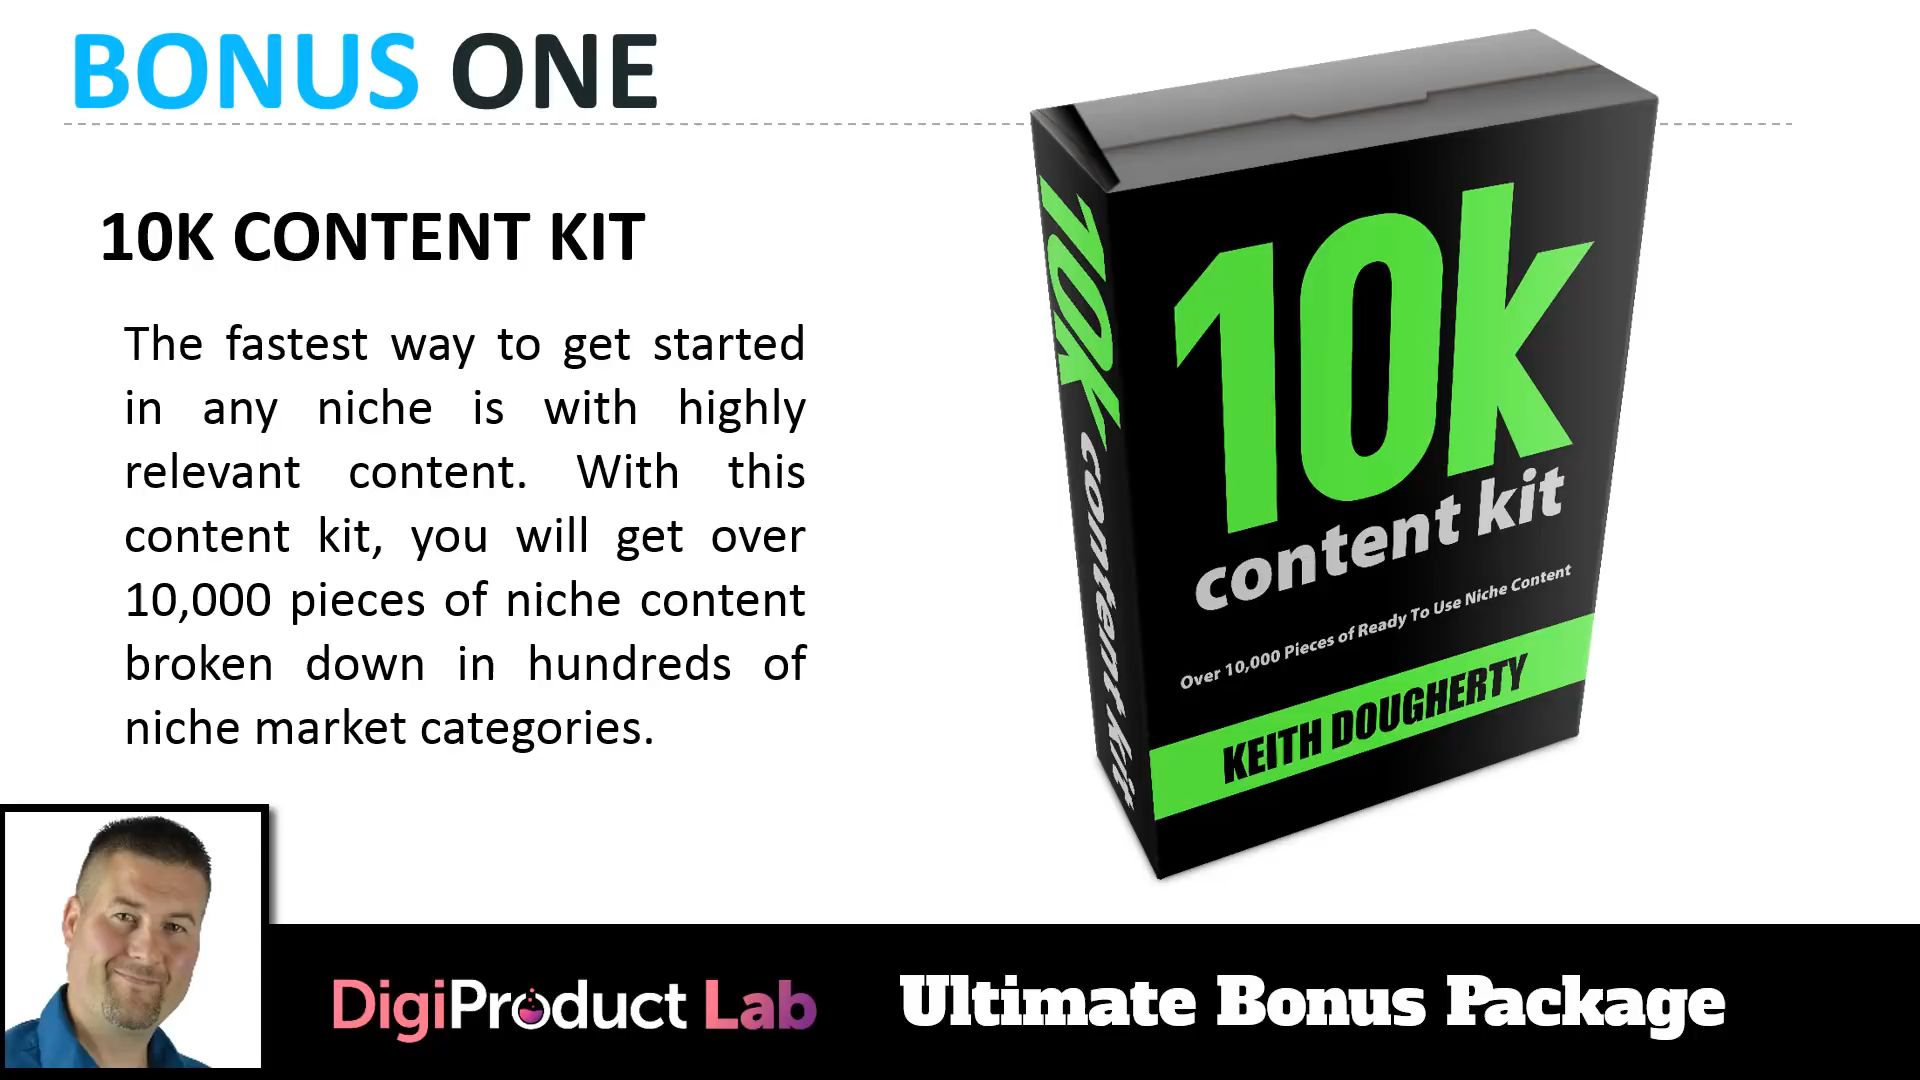 BONUS ONE
10K CONTENT KIT
The fastest way to get started
in any niche is with highly
relevant content. With this
content kit, you will get over
10,000 pieces of niche content
broken down in hundreds of
niche market categories.
10k content kit
10k
content kit
Over 10,000 Pieces of Ready To Use Niche Content
KEITH DOUGHERTY
DigiProduct Lab
Ultimate Bonus Package